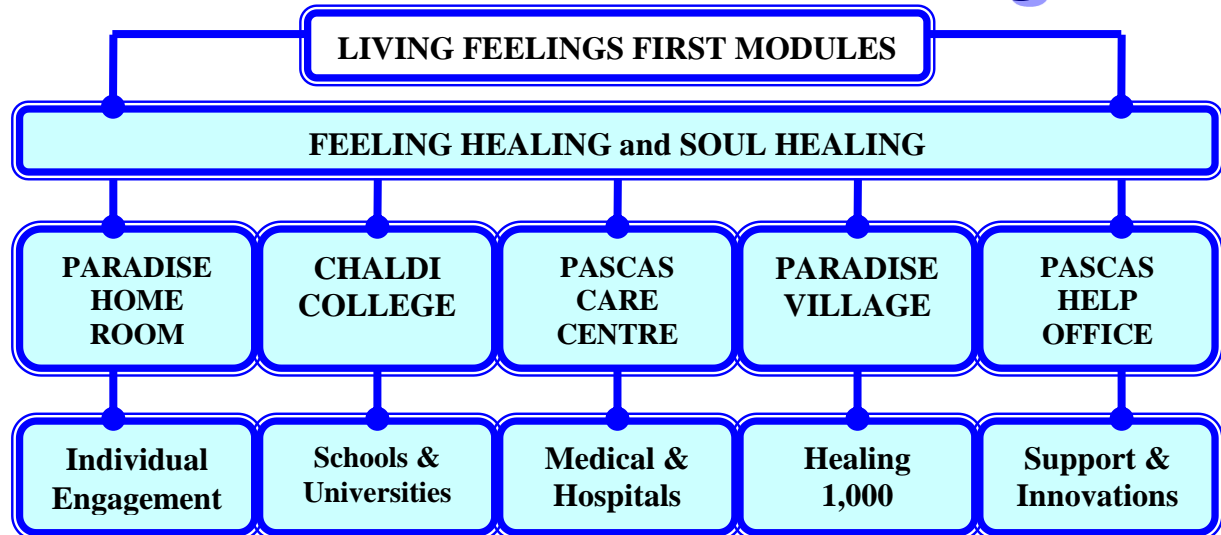 LIVING FEELINGS FIRST MODULES
FEELING HEALING and SOUL HEALING
PARADISE
HOME
ROOM
CHALDI
COLLEGE
PASCAS
CARE
CENTRE
PARADISE
VILLAGE
PASCAS
HELP
OFFICE
Individual
Engagement
Schools &
Universities
Medical &
Hospitals
Healing
1,000
Support &
Innovations